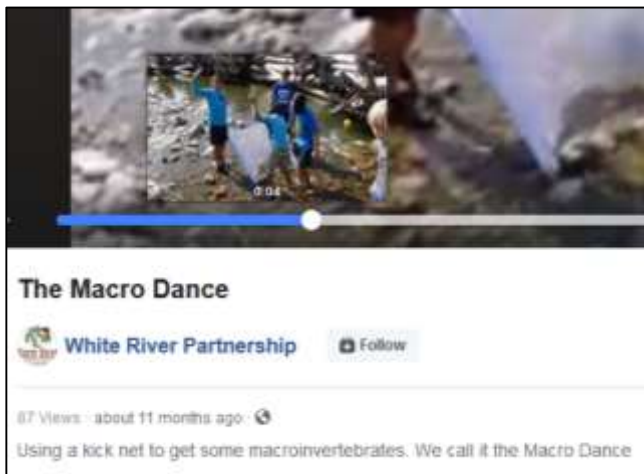 0:04
The Macro Dance
White River Partnership Follow
87 Views · about 11 months ago ·
Using a kick net to get some macroinvertebrates. We call it the Macro Dance